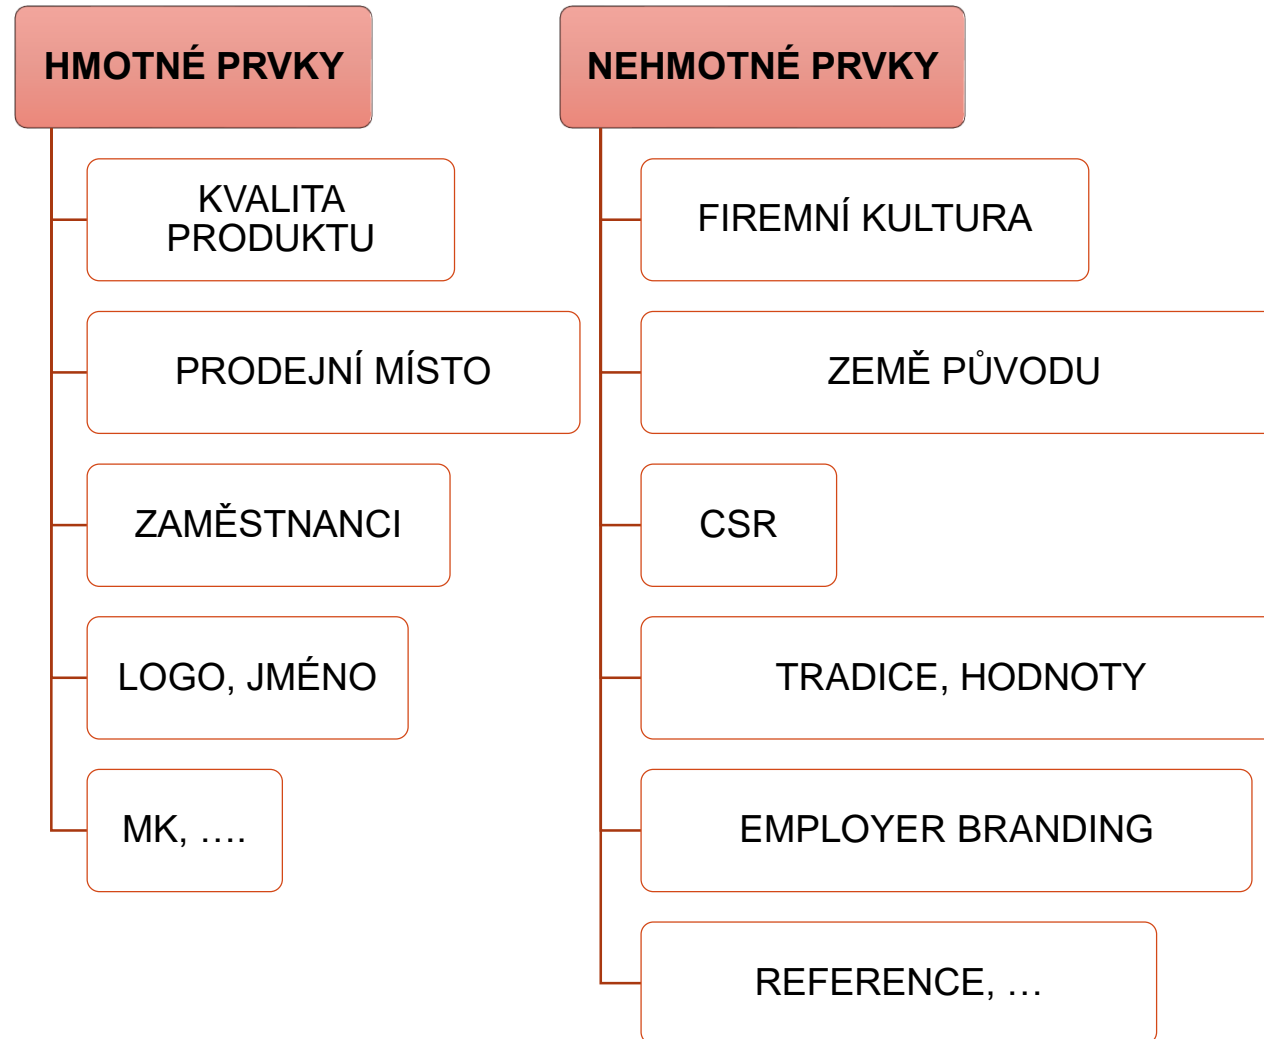 HMOTNÉ PRVKY
KVALITA
PRODUKTU
PRODEJNÍ MÍSTO
ZAMĚSTNANCI
LOGO, JMÉNO
MK, ….
NEHMOTNÉ PRVKY
FIREMNÍ KULTURA
ZEMĚ PŮVODU
CSR
TRADICE, HODNOTY
EMPLOYER BRANDING
REFERENCE, …